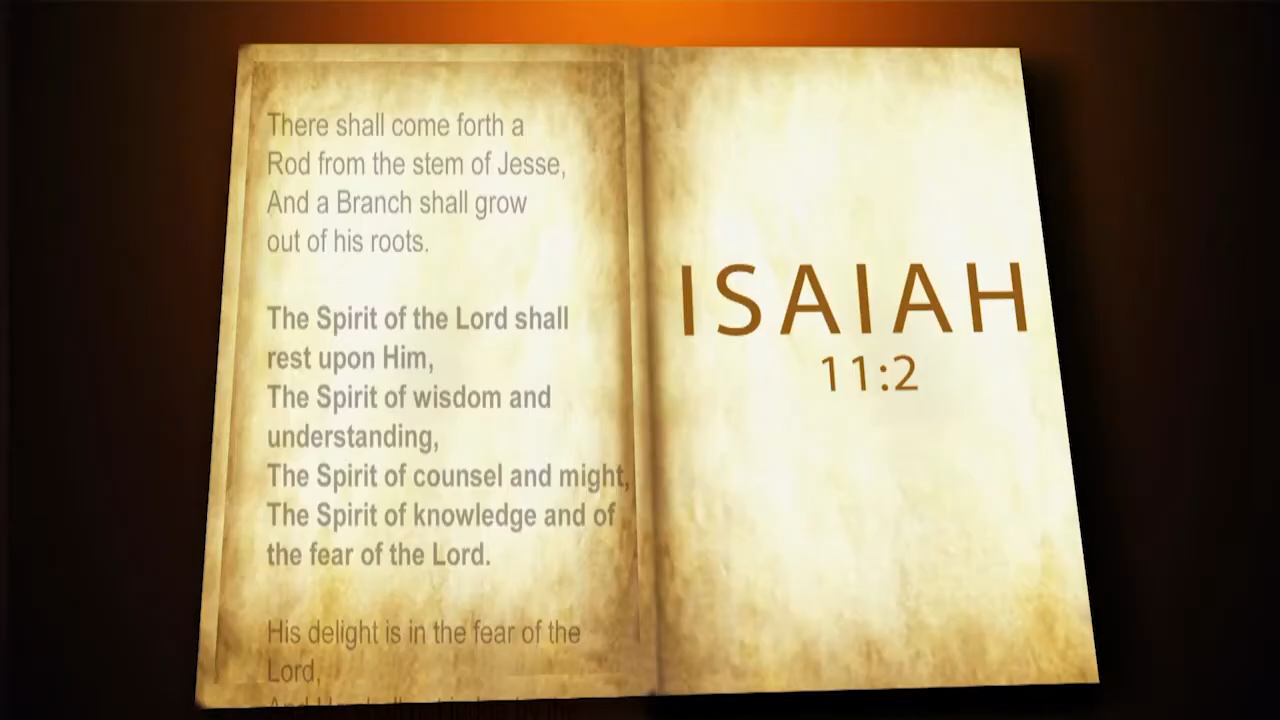 There shall come forth a
Rod from the stem of Jesse,
And a Branch shall grow
out of his roots.
The Spirit of the Lord shall
rest upon Him,
The Spirit of wisdom and
understanding,
The Spirit of counsel and might,
The Spirit of knowledge and of
the fear of the Lord.
His delight is in the fear of the
Lord,
ISAIAH
11:2